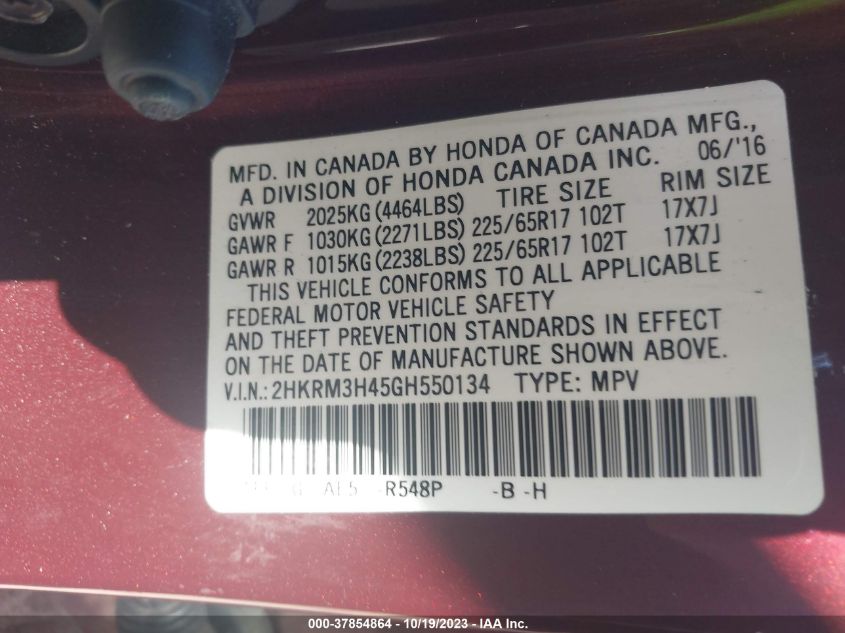 MFD. IN CANADA BY HONDA OF CANADA MFG.,
A DIVISION OF HONDA CANADA INC. 06/'16
GVWR 2025KG (4464LBS) TIRE SIZE RIM SIZE
GAWR F 1030KG (2271LBS) 225/65R17 102T 17X7J
GAWR R 1015KG (2238LBS) 225/65R17 102T 17X7J
THIS VEHICLE CONFORMS TO ALL APPLICABLE
FEDERAL MOTOR VEHICLE SAFETY
AND THEFT PREVENTION STANDARDS IN EFFECT
ON THE DATE OF MANUFACTURE SHOWN ABOVE.
V.I.N.: 2HKRM3H45GH550134 TYPE: MPV
-R548P -B -H
000-37854864 - 10/19/2023 - IAA Inc.